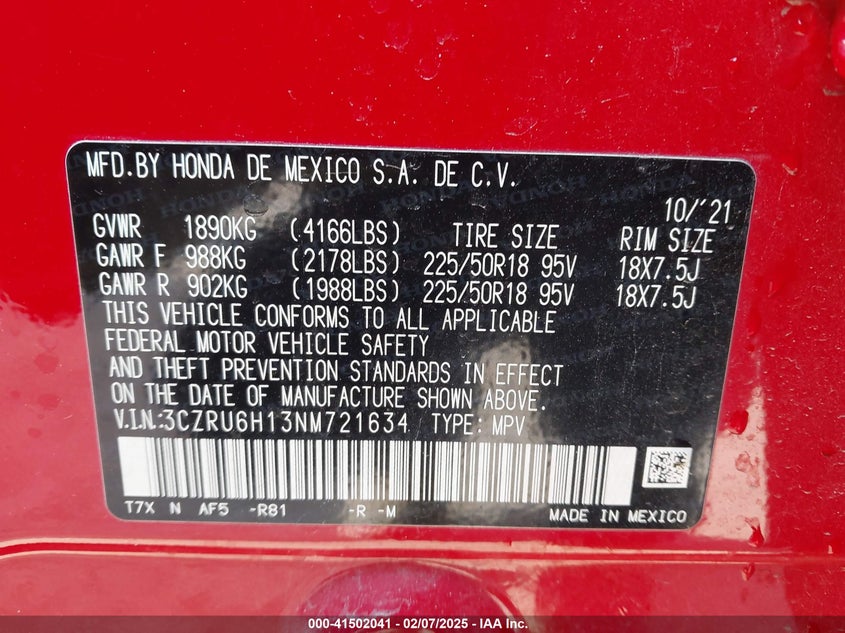 MFD.BY HONDA DE MEXICO S.A. DE C.V.
10/'21
GVWR 1890KG (4166LBS) TIRE SIZE RIM SIZE
GAWR F 988KG (2178LBS) 225/50R18 95V 18X7.5J
GAWR R 902KG (1988LBS) 225/50R18 95V 18X7.5J
THIS VEHICLE CONFORMS TO ALL APPLICABLE
FEDERAL MOTOR VEHICLE SAFETY
AND THEFT PREVENTION STANDARDS IN EFFECT
ON THE DATE OF MANUFACTURE SHOWN ABOVE.
V.I.N.:3CZRU6H13NM721634 TYPE: MPV
T7X N AF5 -R81 -R -M MADE IN MEXICO
000-41502041 - 02/07/2025 - IAA Inc.